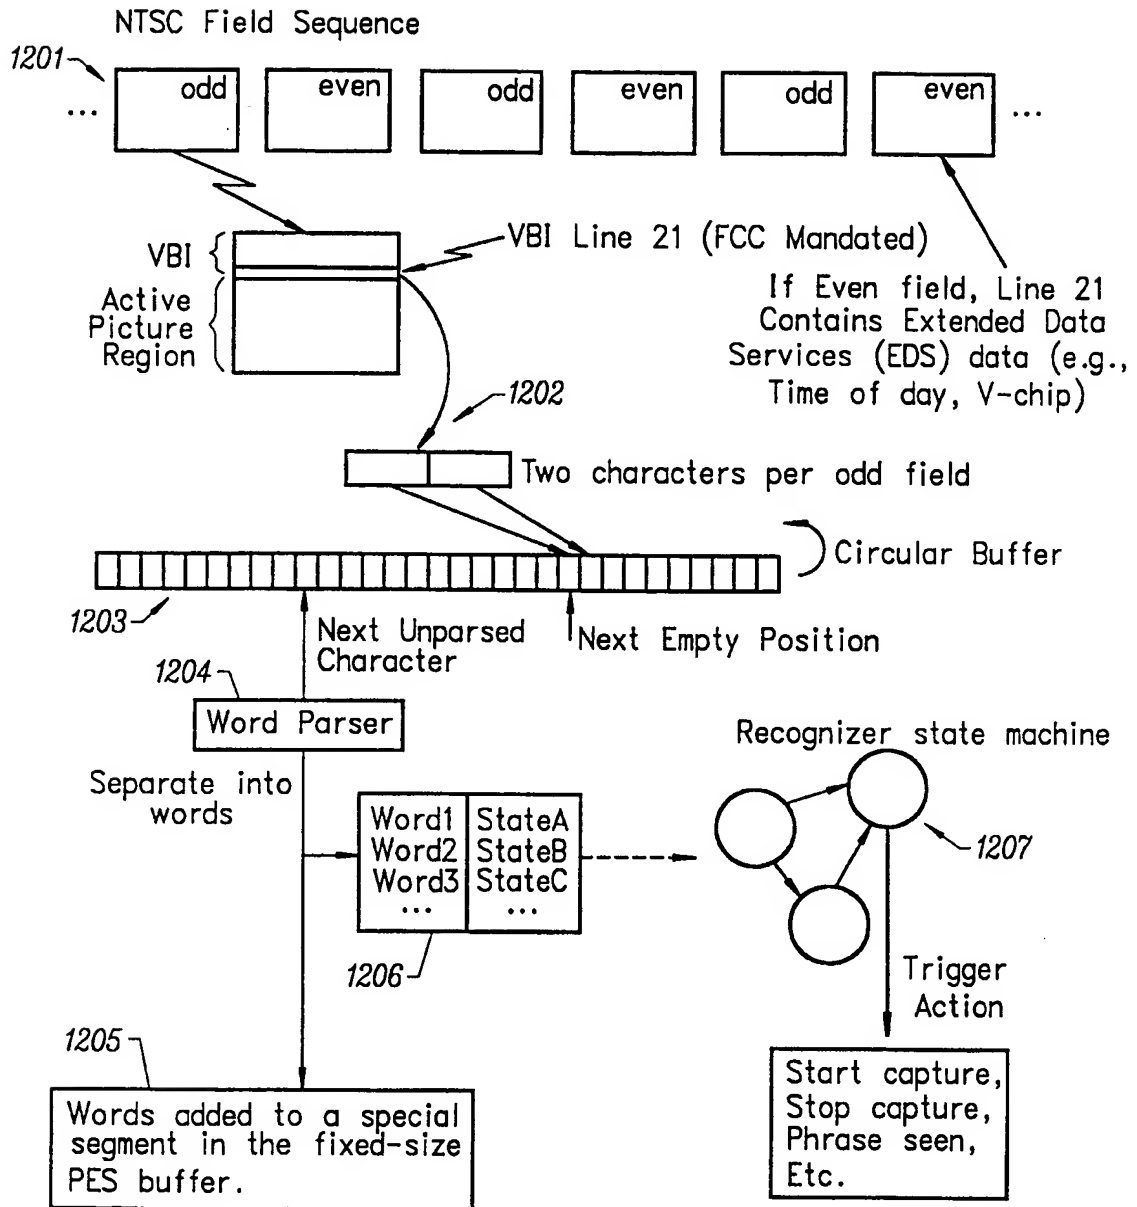 NTSC Field Sequence
1201
... odd even odd even odd even ...
VBI
VBI Line 21 (FCC Mandated)
Active
Picture
Region
If Even field, Line 21
Contains Extended Data
Services (EDS) data (e.g.,
Time of day, V-chip)
1202
Two characters per odd field
Circular Buffer
1203
Next Unparsed
Character
Next Empty Position
1204
Word Parser
Separate into
words
Recognizer state machine
Word1 StateA
Word2 StateB
Word3 StateC
... ...
1206
1207
Trigger
Action
1205
Words added to a special
segment in the fixed-size
PES buffer.
Start capture,
Stop capture,
Phrase seen,
Etc.